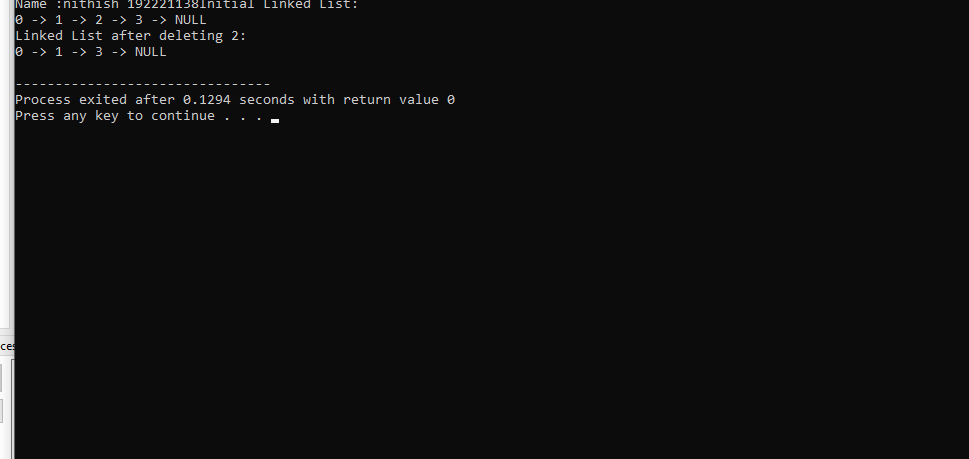 Name :nithish 192221138Initial Linked List:
0 -> 1 -> 2 -> 3 -> NULL
Linked List after deleting 2:
0 -> 1 -> 3 -> NULL
--------------------------------
Process exited after 0.1294 seconds with return value 0
Press any key to continue . . .
ces